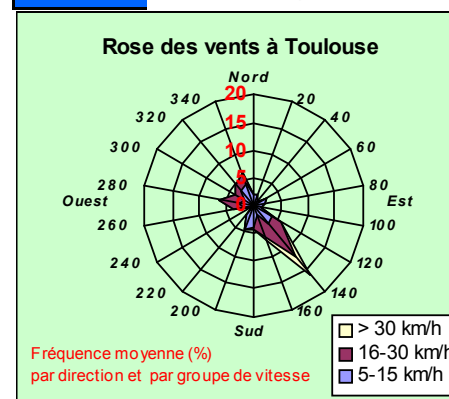 Rose des vents à Toulouse
Nord
340
20
20
320
40
15
300
60
10
280
80
5
Ouest
0
Est
260
100
240
120
220
140
200
160
Sud
> 30 km/h
16-30 km/h
5-15 km/h
Fréquence moyenne (%)
par direction et par groupe de vitesse